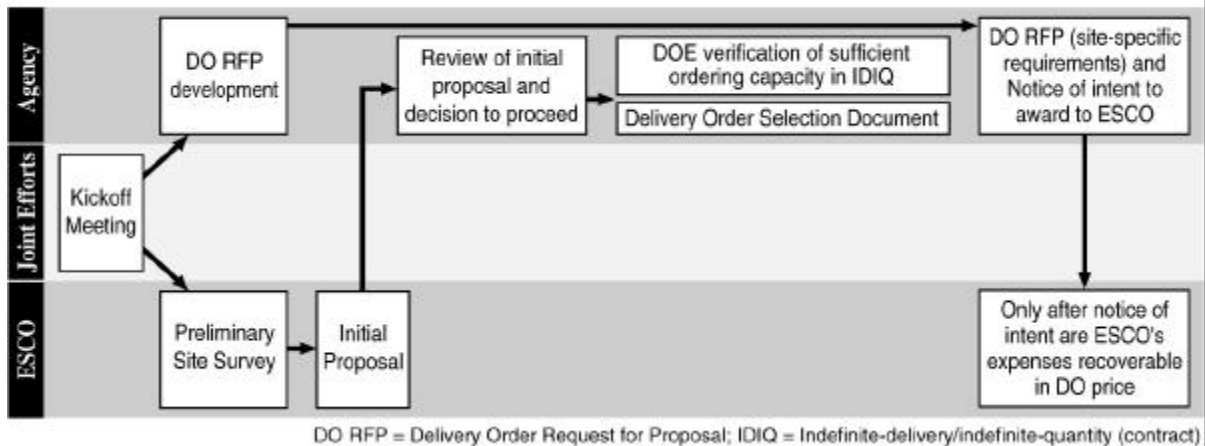 Agency
DO RFP
development
Review of initial
proposal and
decision to proceed
DOE verification of sufficient
ordering capacity in IDIQ
Delivery Order Selection Document
DO RFP (site-specific
requirements) and
Notice of intent to
award to ESCO
Joint Efforts
Kickoff
Meeting
ESCO
Preliminary
Site Survey
Initial
Proposal
Only after notice of
intent are ESCO's
expenses recoverable
in DO price
DO RFP = Delivery Order Request for Proposal; IDIQ = Indefinite-delivery/indefinite-quantity (contract)